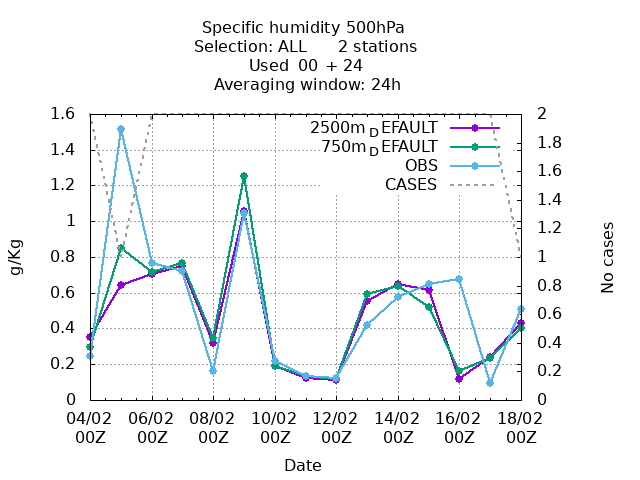 Specific humidity 500hPa
Selection: ALL 2 stations
Used 00 + 24
Averaging window: 24h
2500m_DEFAULT
750m_DEFAULT
OBS
CASES
1.6
1.4
1.2
1
0.8
0.6
0.4
0.2
0
g/Kg
2
1.8
1.6
1.4
1.2
1
0.8
0.6
0.4
0.2
0
No cases
04/02 06/02 08/02 10/02 12/02 14/02 16/02 18/02
00Z 00Z 00Z 00Z 00Z 00Z 00Z 00Z
Date